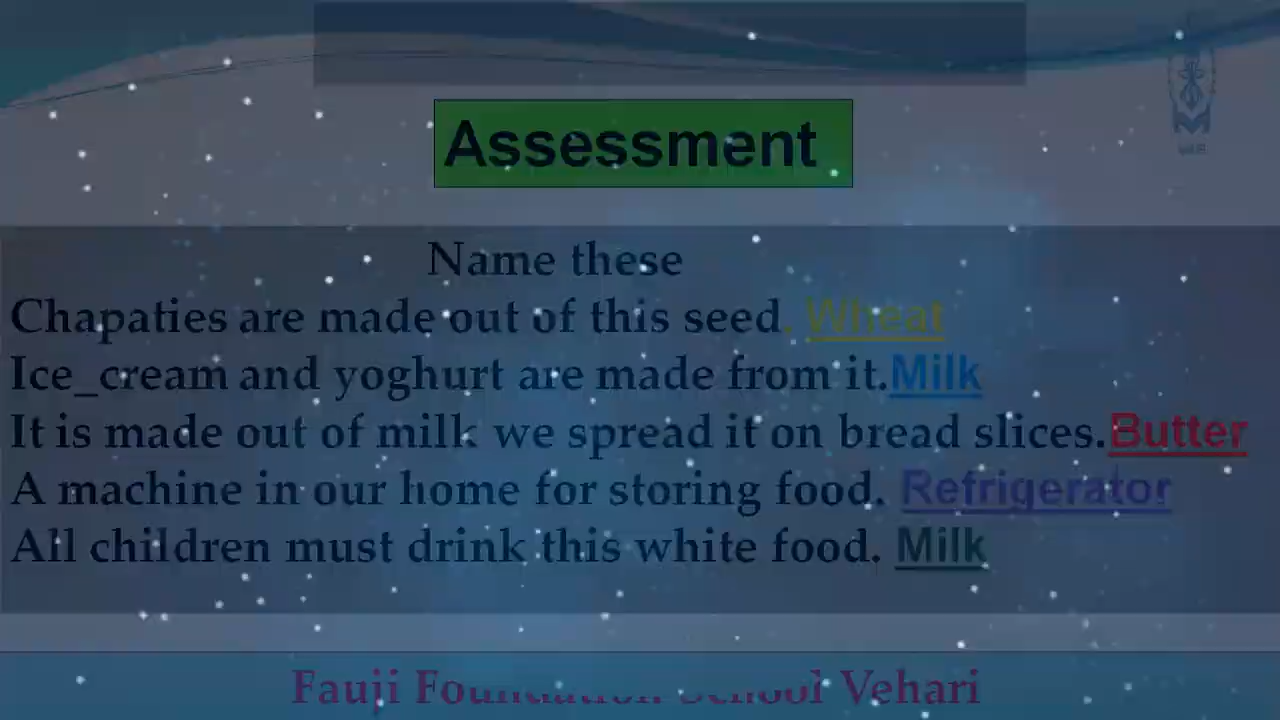 Assessment
Name these
Chapaties are made out of this seed. Wheat
Ice_cream and yoghurt are made from it.Milk
It is made out of milk we spread it on bread slices.Butter
A machine in our home for storing food. Refrigerator
All children must drink this white food. Milk
Fauji Foundation School Vehari